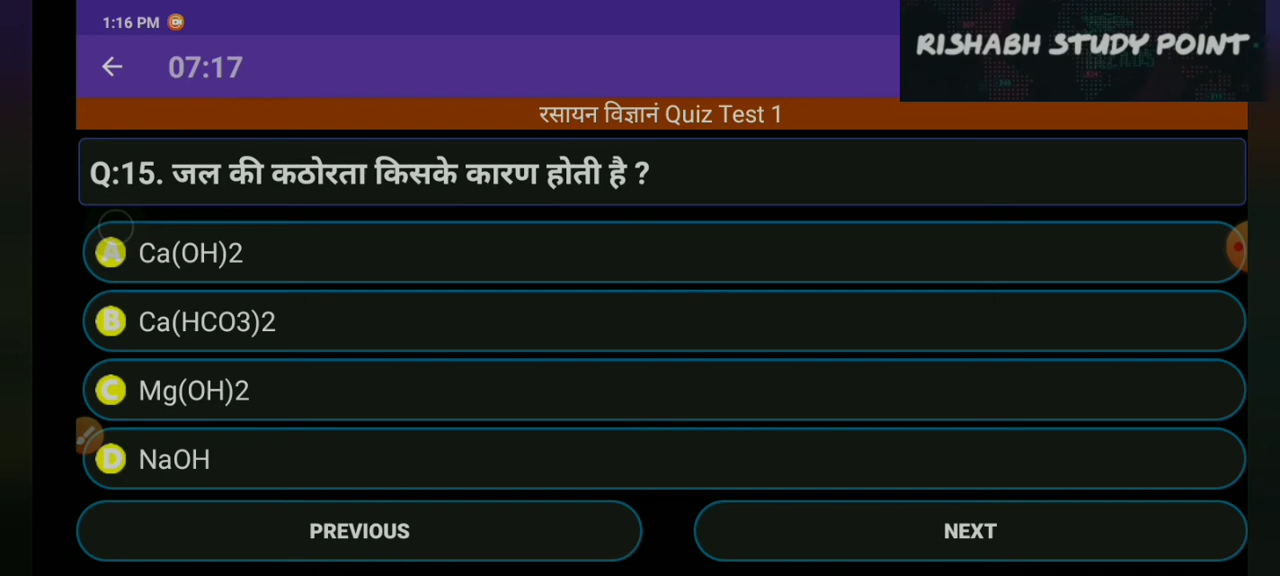 1:16 PM
07:17
RISHABH STUDY POINT
रसायन विज्ञानं Quiz Test 1
Q:15. जल की कठोरता किसके कारण होती है ?
A Ca(OH)2
B Ca(HCO3)2
C Mg(OH)2
D NaOH
PREVIOUS NEXT